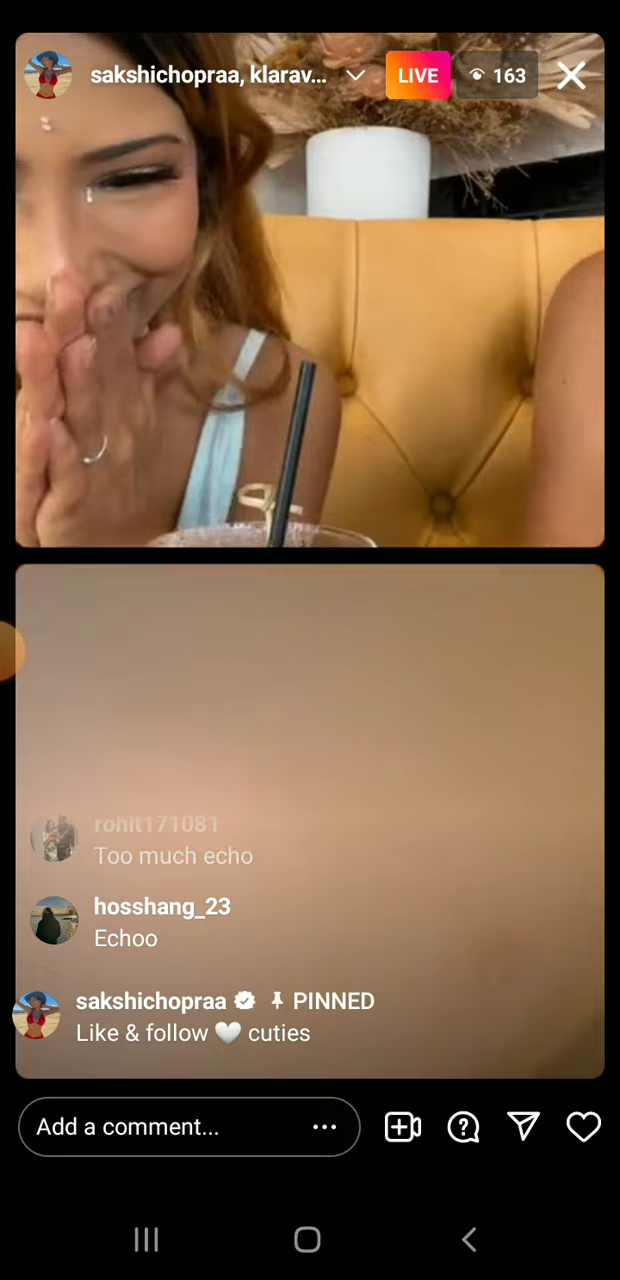 sakshichopraa, klarav... LIVE 163
rohit171081
Too much echo
hosshang_23
Echoo
sakshichopraa PINNED
Like & follow 🤍 cuties
Add a comment...